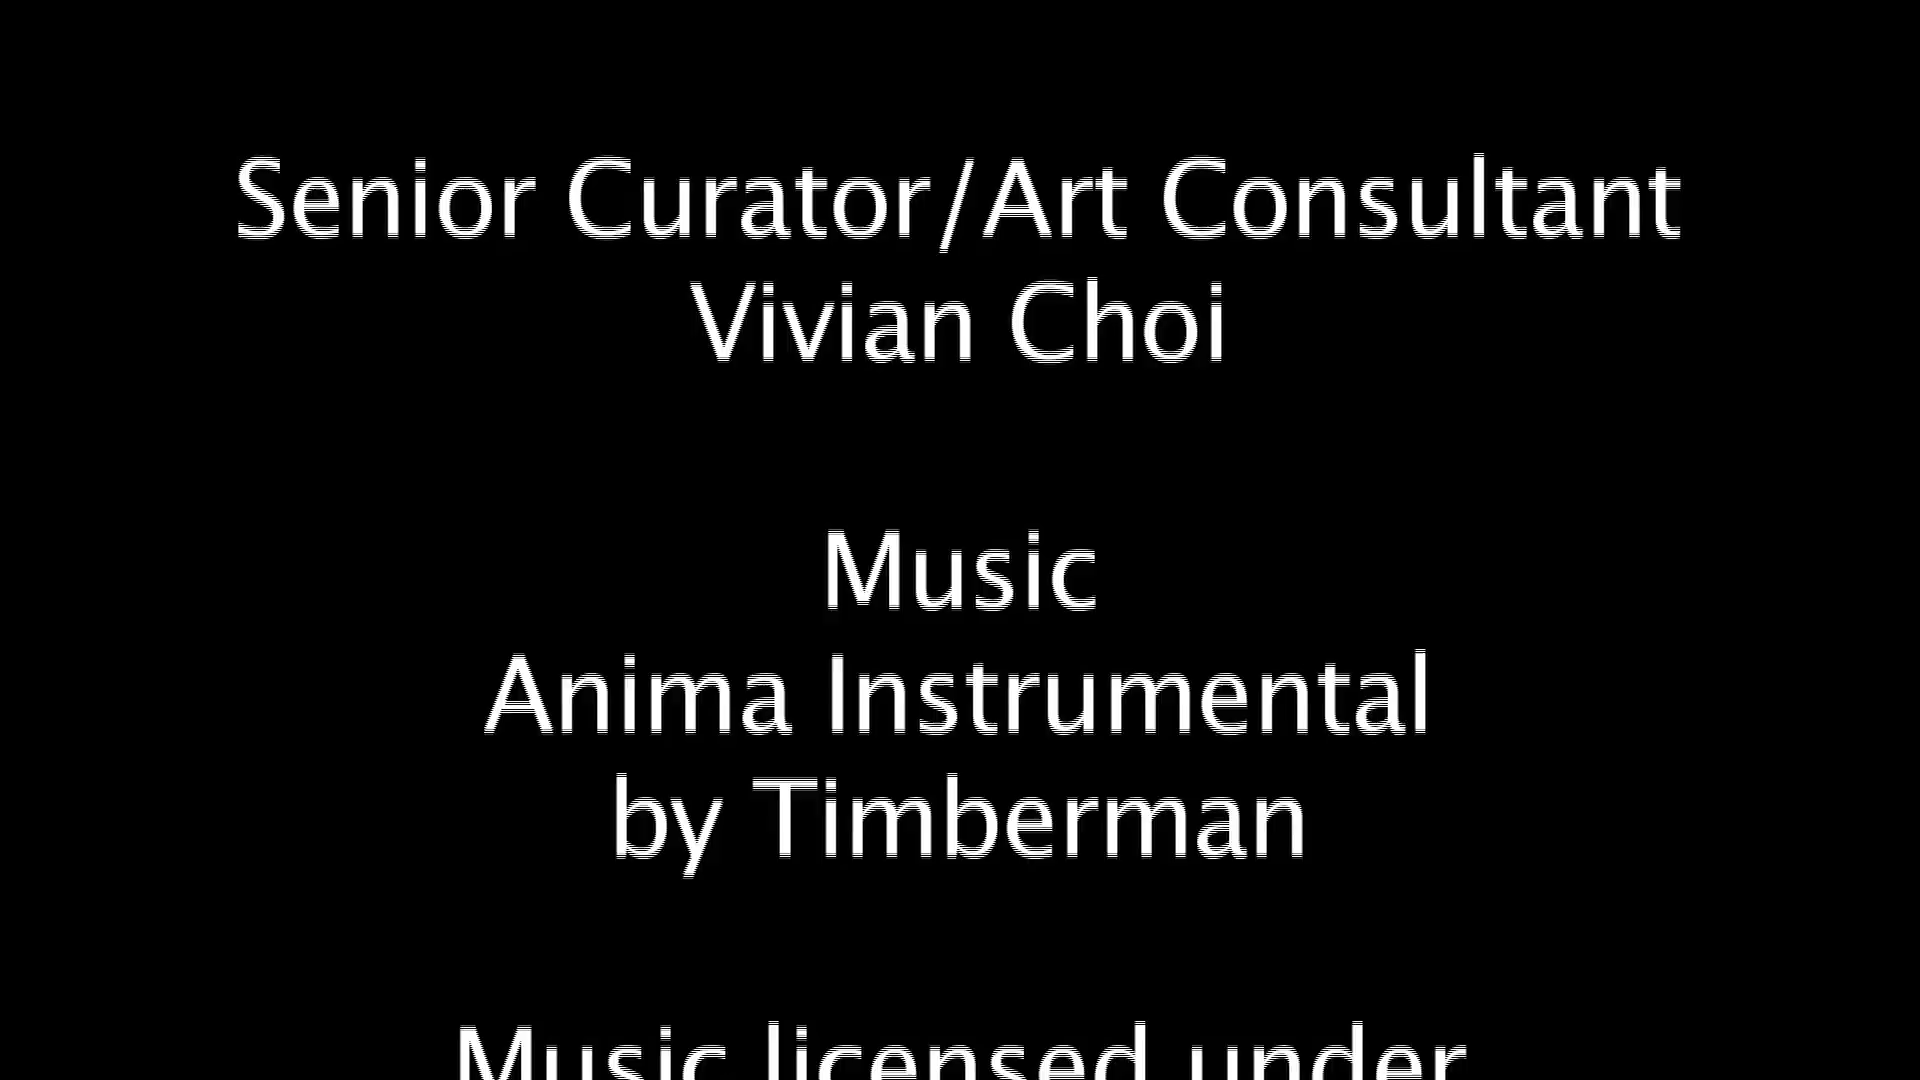 Senior Curator/Art Consultant
Vivian Choi
Music
Anima Instrumental
by Timberman
Music licensed under